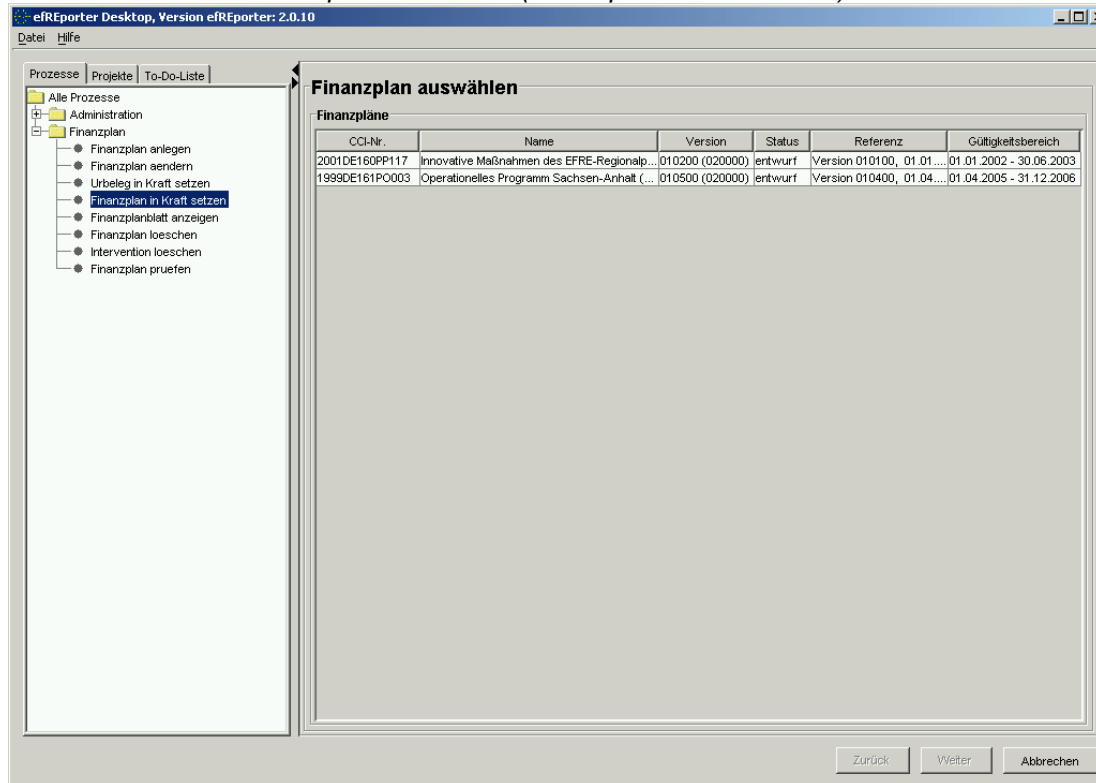 efREporter Desktop, Version efREporter: 2.0.10
Datei Hilfe
Prozesse Projekte To-Do-Liste
Alle Prozesse
Administration
Finanzplan
Finanzplan anlegen
Finanzplan aendern
Urbeleg in Kraft setzen
Finanzplan in Kraft setzen
Finanzplanblatt anzeigen
Finanzplan loeschen
Intervention loeschen
Finanzplan pruefen
Finanzplan auswählen
Finanzpläne
CCI-Nr. Name Version Status Referenz Gültigkeitsbereich
2001DE160PP117 Innovative Maßnahmen des EFRE-Regionalp... 010200 (020000) entwurf Version 010100, 01.01.... 01.01.2002 - 30.06.2003
1999DE161PO003 Operationelles Programm Sachsen-Anhalt (... 010500 (020000) entwurf Version 010400, 01.04.... 01.04.2005 - 31.12.2006
Zurück Weiter Abbrechen